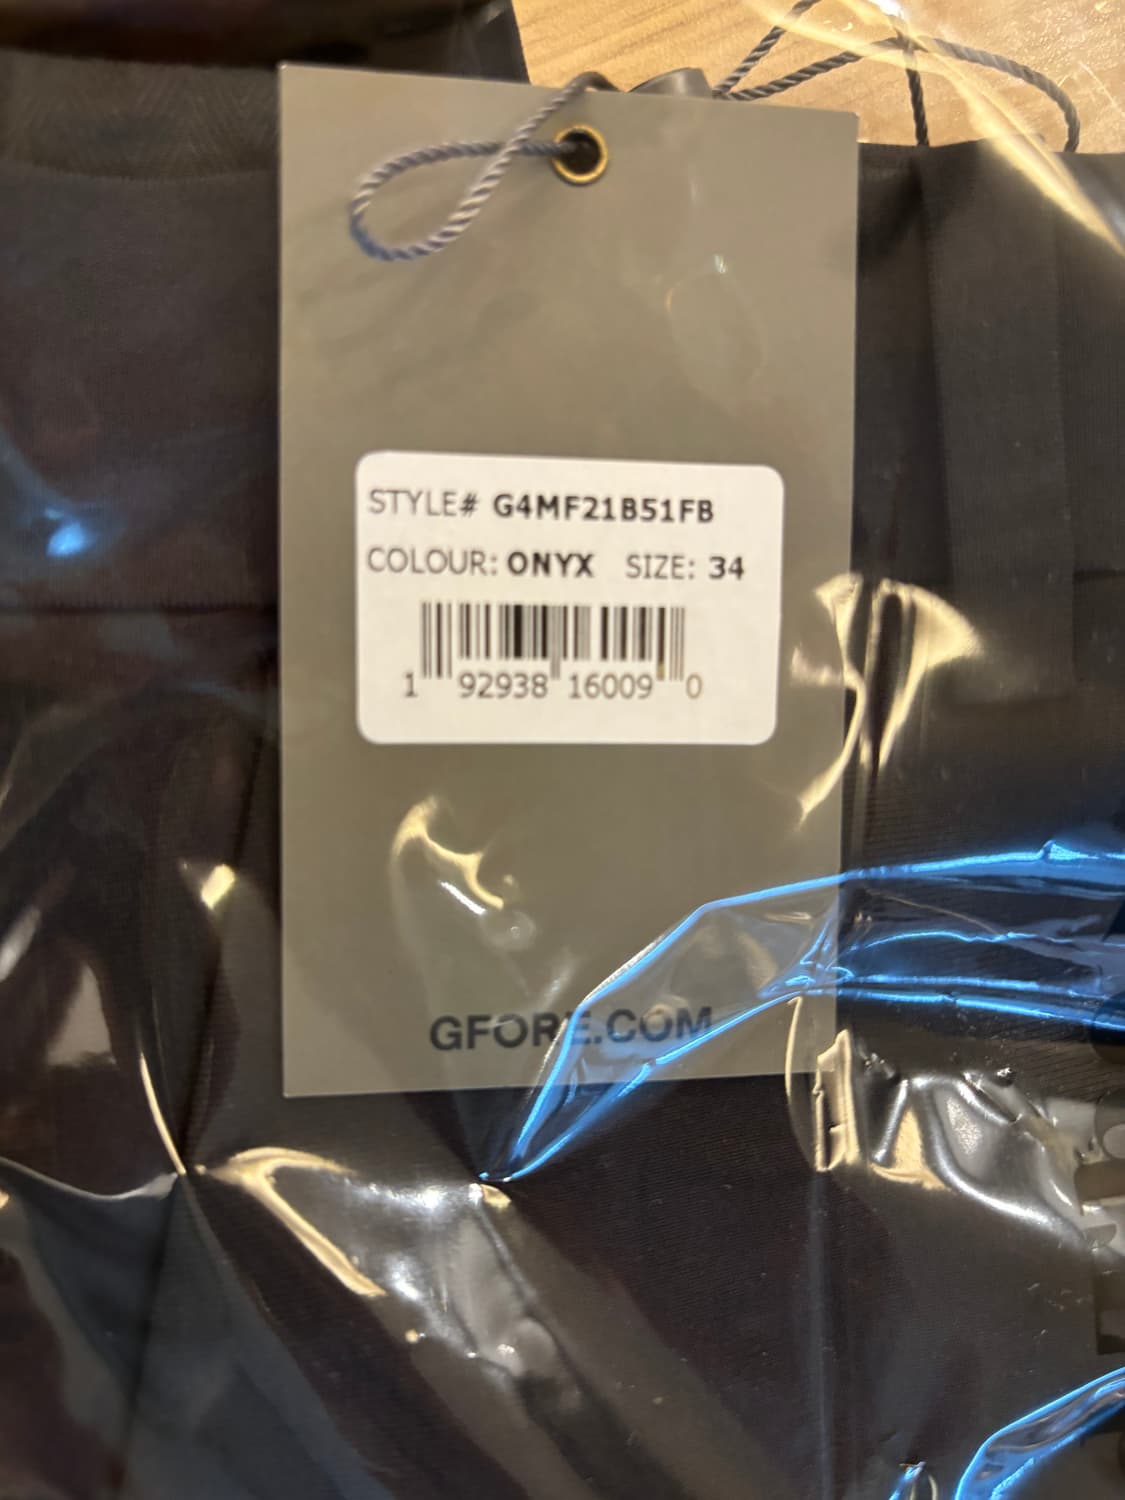 STYLE# G4MF21B51FB
COLOUR: ONYX SIZE: 34
1 92938 16009 0
GFORE.COM